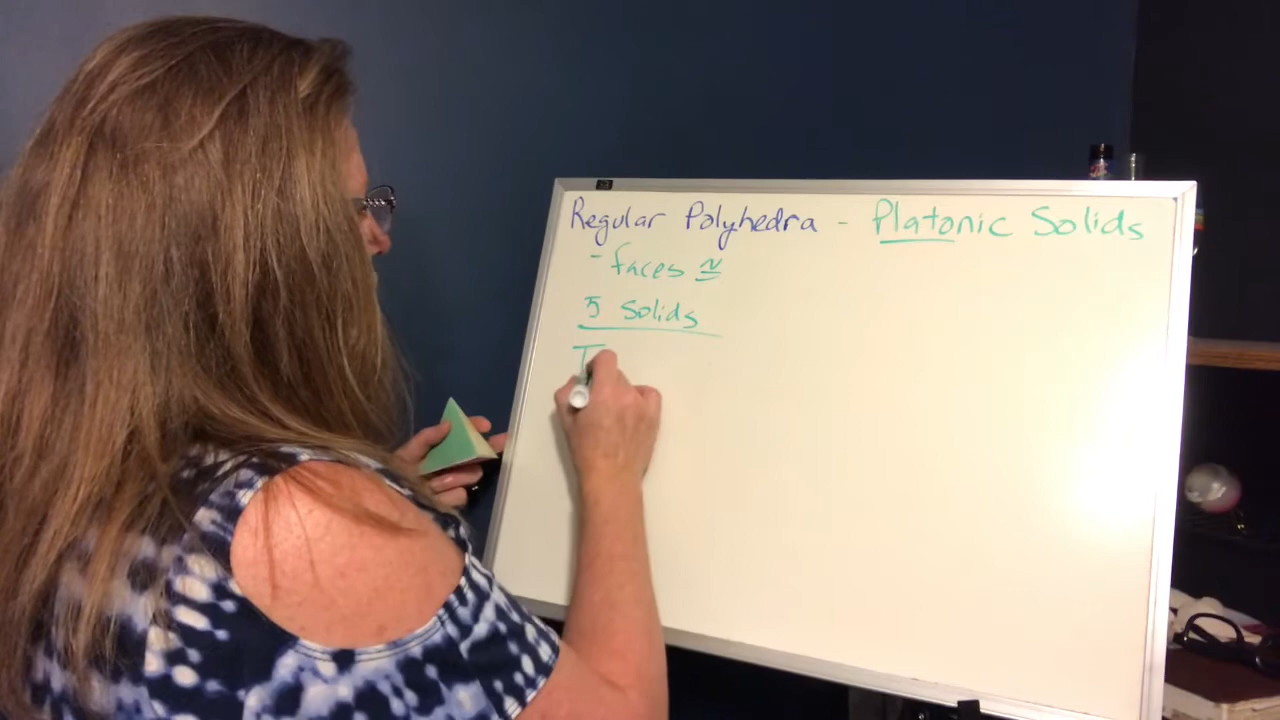 Regular Polyhedra - Platonic Solids
- faces ≅
5 Solids
T